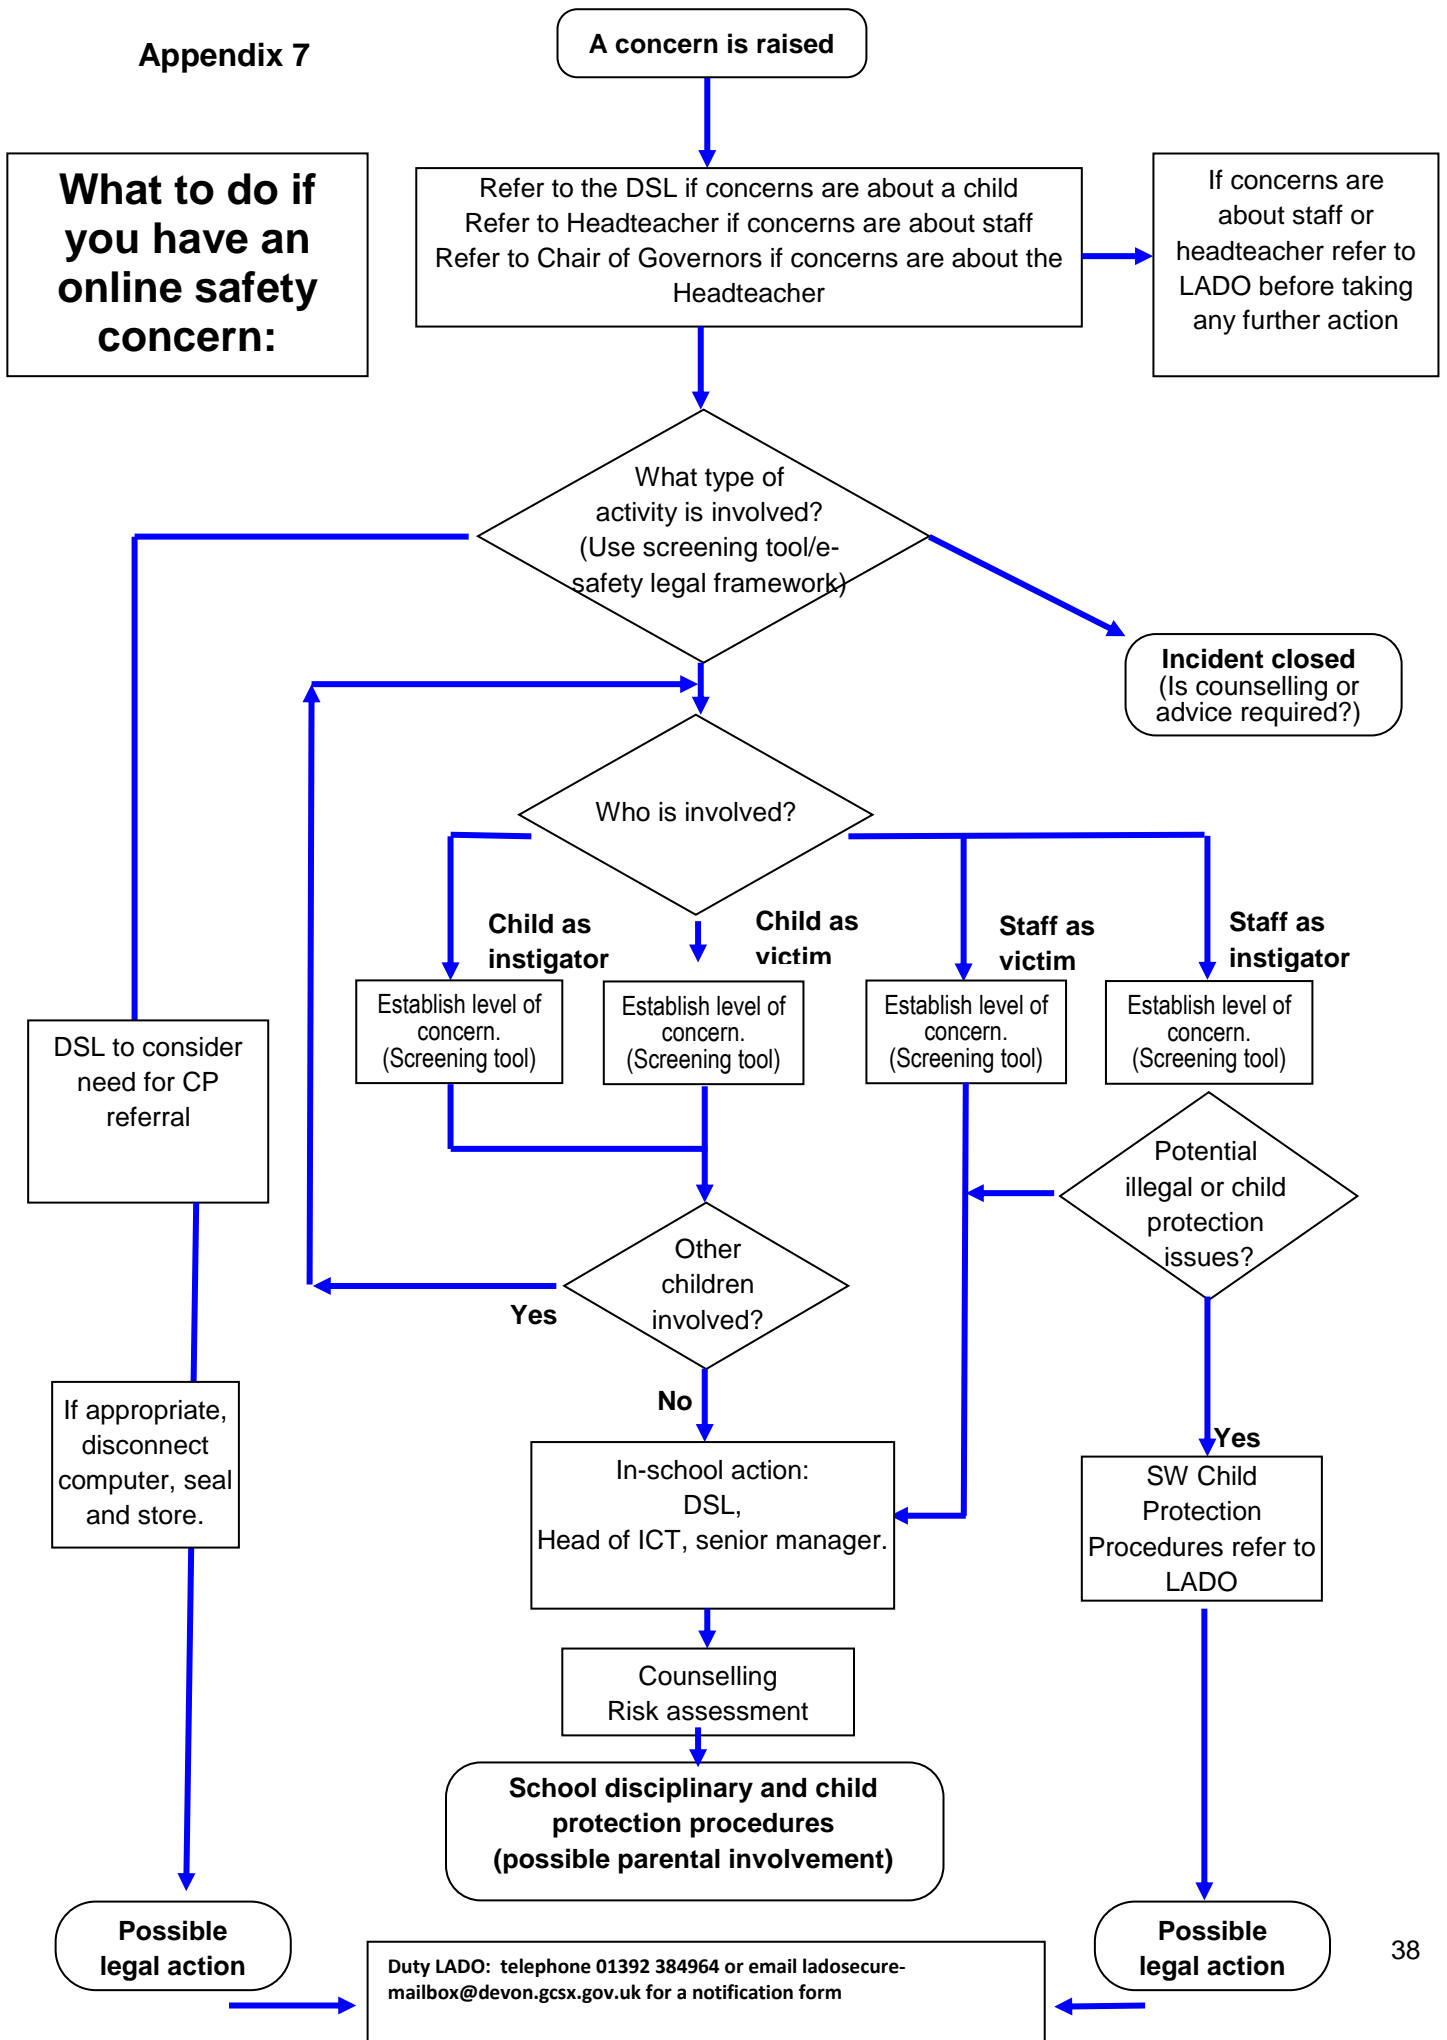 Appendix 7
A concern is raised
What to do if
you have an
online safety
concern:
Refer to the DSL if concerns are about a child
Refer to Headteacher if concerns are about staff
Refer to Chair of Governors if concerns are about the
Headteacher
If concerns are
about staff or
headteacher refer to
LADO before taking
any further action
What type of
activity is involved?
(Use screening tool/e-
safety legal framework)
Incident closed
(Is counselling or
advice required?)
Who is involved?
Child as
instigator
Child as
victim
Staff as
victim
Staff as
instigator
Establish level of
concern.
(Screening tool)
Establish level of
concern.
(Screening tool)
Establish level of
concern.
(Screening tool)
Establish level of
concern.
(Screening tool)
DSL to consider
need for CP
referral
Potential
illegal or child
protection
issues?
Other
children
involved?
Yes
No
If appropriate,
disconnect
computer, seal
and store.
In-school action:
DSL,
Head of ICT, senior manager.
Yes
SW Child
Protection
Procedures refer to
LADO
Counselling
Risk assessment
School disciplinary and child
protection procedures
(possible parental involvement)
Possible
legal action
Possible
legal action
Duty LADO: telephone 01392 384964 or email ladosecure-
mailbox@devon.gcsx.gov.uk for a notification form
38